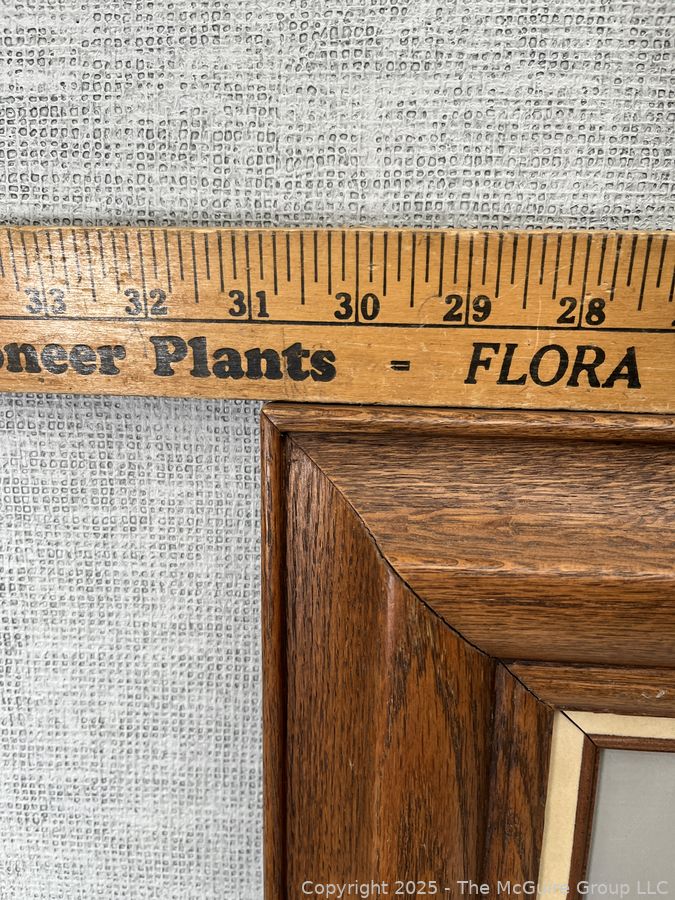 33 32 31 30 29 28
oneer Plants = FLORA
Copyright 2025 - The McGuire Group LLC